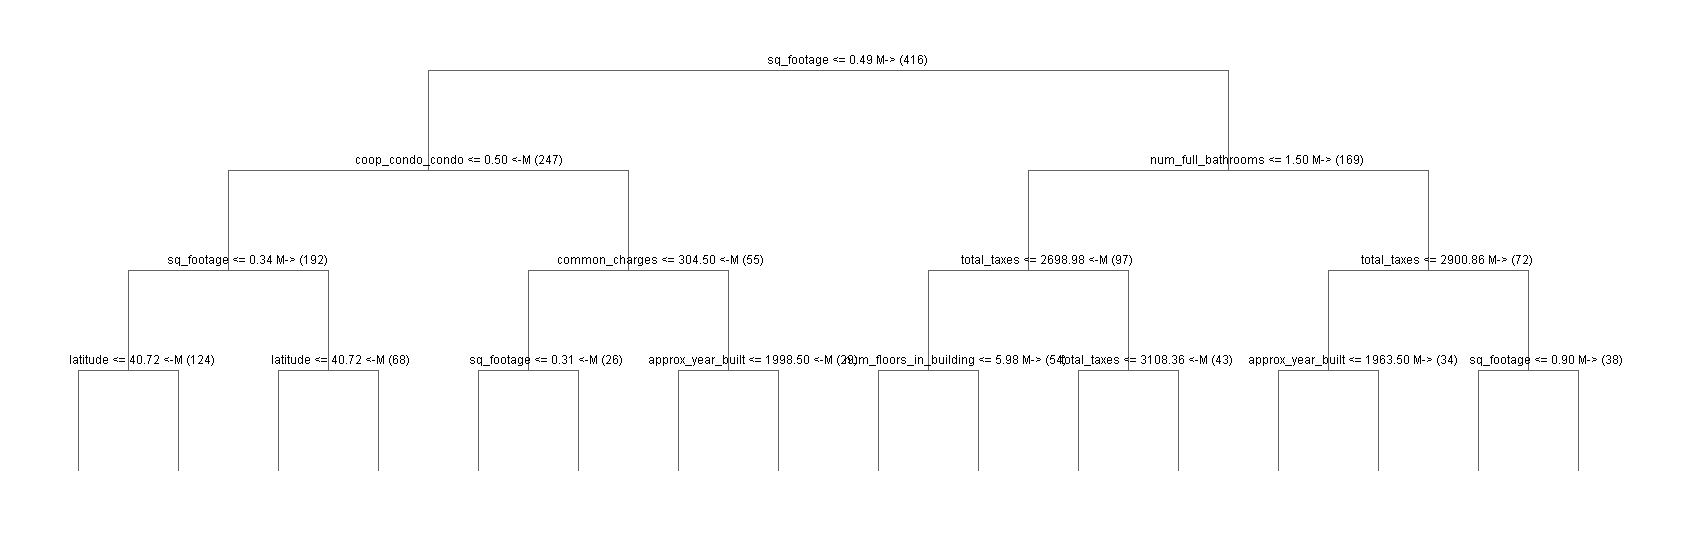 sq_footage <= 0.49 M-> (416)
coop_condo_condo <= 0.50 <-M (247)
num_full_bathrooms <= 1.50 M-> (169)
sq_footage <= 0.34 M-> (192)
common_charges <= 304.50 <-M (55)
total_taxes <= 2698.98 <-M (97)
total_taxes <= 2900.86 M-> (72)
latitude <= 40.72 <-M (124)
latitude <= 40.72 <-M (68)
sq_footage <= 0.31 <-M (26)
approx_year_built <= 1998.50 <-M (29)
num_floors_in_building <= 5.98 M-> (54)
total_taxes <= 3108.36 <-M (43)
approx_year_built <= 1963.50 M-> (34)
sq_footage <= 0.90 M-> (38)